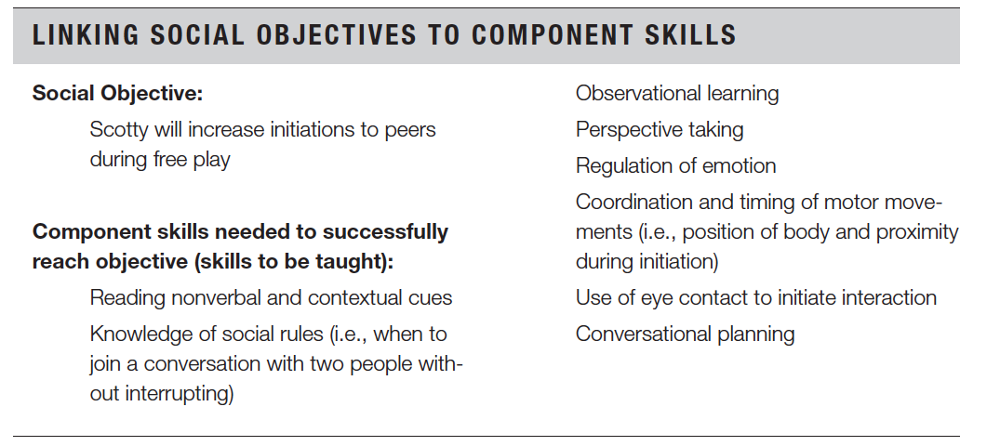 LINKING SOCIAL OBJECTIVES TO COMPONENT SKILLS
Social Objective:
Scotty will increase initiations to peers
during free play
Component skills needed to successfully
reach objective (skills to be taught):
Reading nonverbal and contextual cues
Knowledge of social rules (i.e., when to
join a conversation with two people with-
out interrupting)
Observational learning
Perspective taking
Regulation of emotion
Coordination and timing of motor move-
ments (i.e., position of body and proximity
during initiation)
Use of eye contact to initiate interaction
Conversational planning